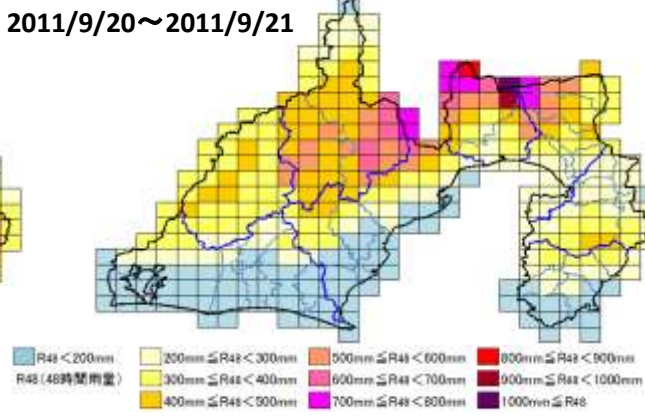 2011/9/20～2011/9/21
R48＜200mm 200mm≦R48＜300mm 500mm≦R48＜600mm 800mm≦R48＜900mm
R48（48時間雨量） 300mm≦R48＜400mm 600mm≦R48＜700mm 900mm≦R48＜1000mm
400mm≦R48＜500mm 700mm≦R48＜800mm 1000mm≦R48